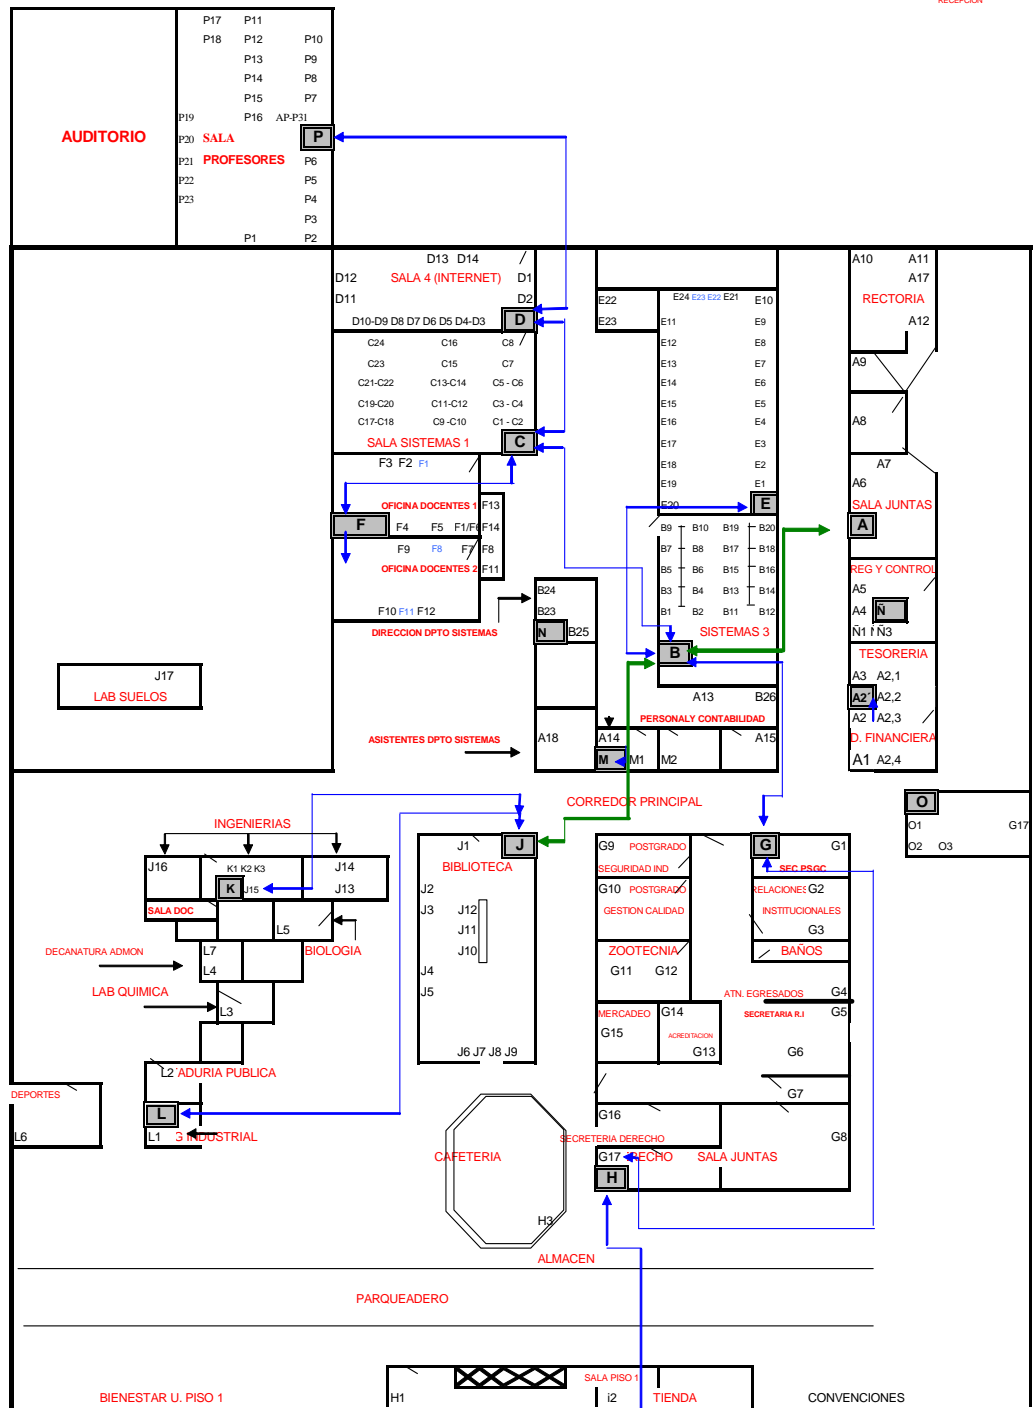 RECEPCION
P17 P11
P18 P12 P10
P13 P9
P14 P8
P15 P7
P19 P16 AP-P31
AUDITORIO P20 SALA P
P21 PROFESORES P6
P22 P5
P23 P4
P3
P1 P2
D13 D14
D12 SALA 4 (INTERNET) D1
D11 D2
D10-D9 D8 D7 D6 D5 D4-D3 D
C24 C16 C8
C23 C15 C7
C21-C22 C13-C14 C5 - C6
C19-C20 C11-C12 C3 - C4
C17-C18 C9 -C10 C1 - C2
SALA SISTEMAS 1 C
F3 F2 F1
OFICINA DOCENTES 1 F13
F F4 F5 F1/F6 F14
F9 F8 F7 F8
OFICINA DOCENTES 2 F11
F10 F11 F12
DIRECCION DPTO SISTEMAS
E22 E24 E23 E22 E21 E10
E23 E11 E9
E12 E8
E13 E7
E14 E6
E15 E5
E16 E4
E17 E3
E18 E2
E19 E1
E20 E
B9 B10 B19 B20
B7 B8 B17 B18
B5 B6 B15 B16
B3 B4 B13 B14
B1 B2 B11 B12
SISTEMAS 3
B
B24
B23
N B25
A13 B26
PERSONALY CONTABILIDAD
ASISTENTES DPTO SISTEMAS A18 A14 A15
M M1 M2
A10 A11
A17
RECTORIA
A12
A9
A8
A7
A6
SALA JUNTAS
A
REG Y CONTROL
A5
A4 Ñ
Ñ1 Ñ3
TESORERIA
A3 A2,1
A2´ A2,2
A2 A2,3
D. FINANCIERA
A1 A2,4
J17
LAB SUELOS
CORREDOR PRINCIPAL
O
O1 G17
O2 O3
INGENIERIAS
J16 K1 K2 K3 J14
K J15 J13
SALA DOC
L5
BIOLOGIA
DECANATURA ADMON L7
L4
LAB QUIMICA
L3
L2 TADURIA PUBLICA
DEPORTES
L
L6 L1 G INDUSTRIAL
J1 J
BIBLIOTECA
J2
J3 J12
J11
J10
J4
J5
J6 J7 J8 J9
CAFETERIA
H3
G9 POSTGRADO G G1
SEGURIDAD IND SEC PSGC
G10 POSTGRADO RELACIONES G2
GESTION CALIDAD INSTITUCIONALES
G3
ZOOTECNIA BAÑOS
G11 G12
ATN. EGRESADOS G4
MERCADEO G14 SECRETARIA R.I G5
G15 ACREDITACION
G13 G6
G7
G16
SECRETERIA DERECHO G8
G17 RECHO SALA JUNTAS
H
ALMACEN
PARQUEADERO
SALA PISO 1
BIENESTAR U. PISO 1 H1 i2 TIENDA CONVENCIONES